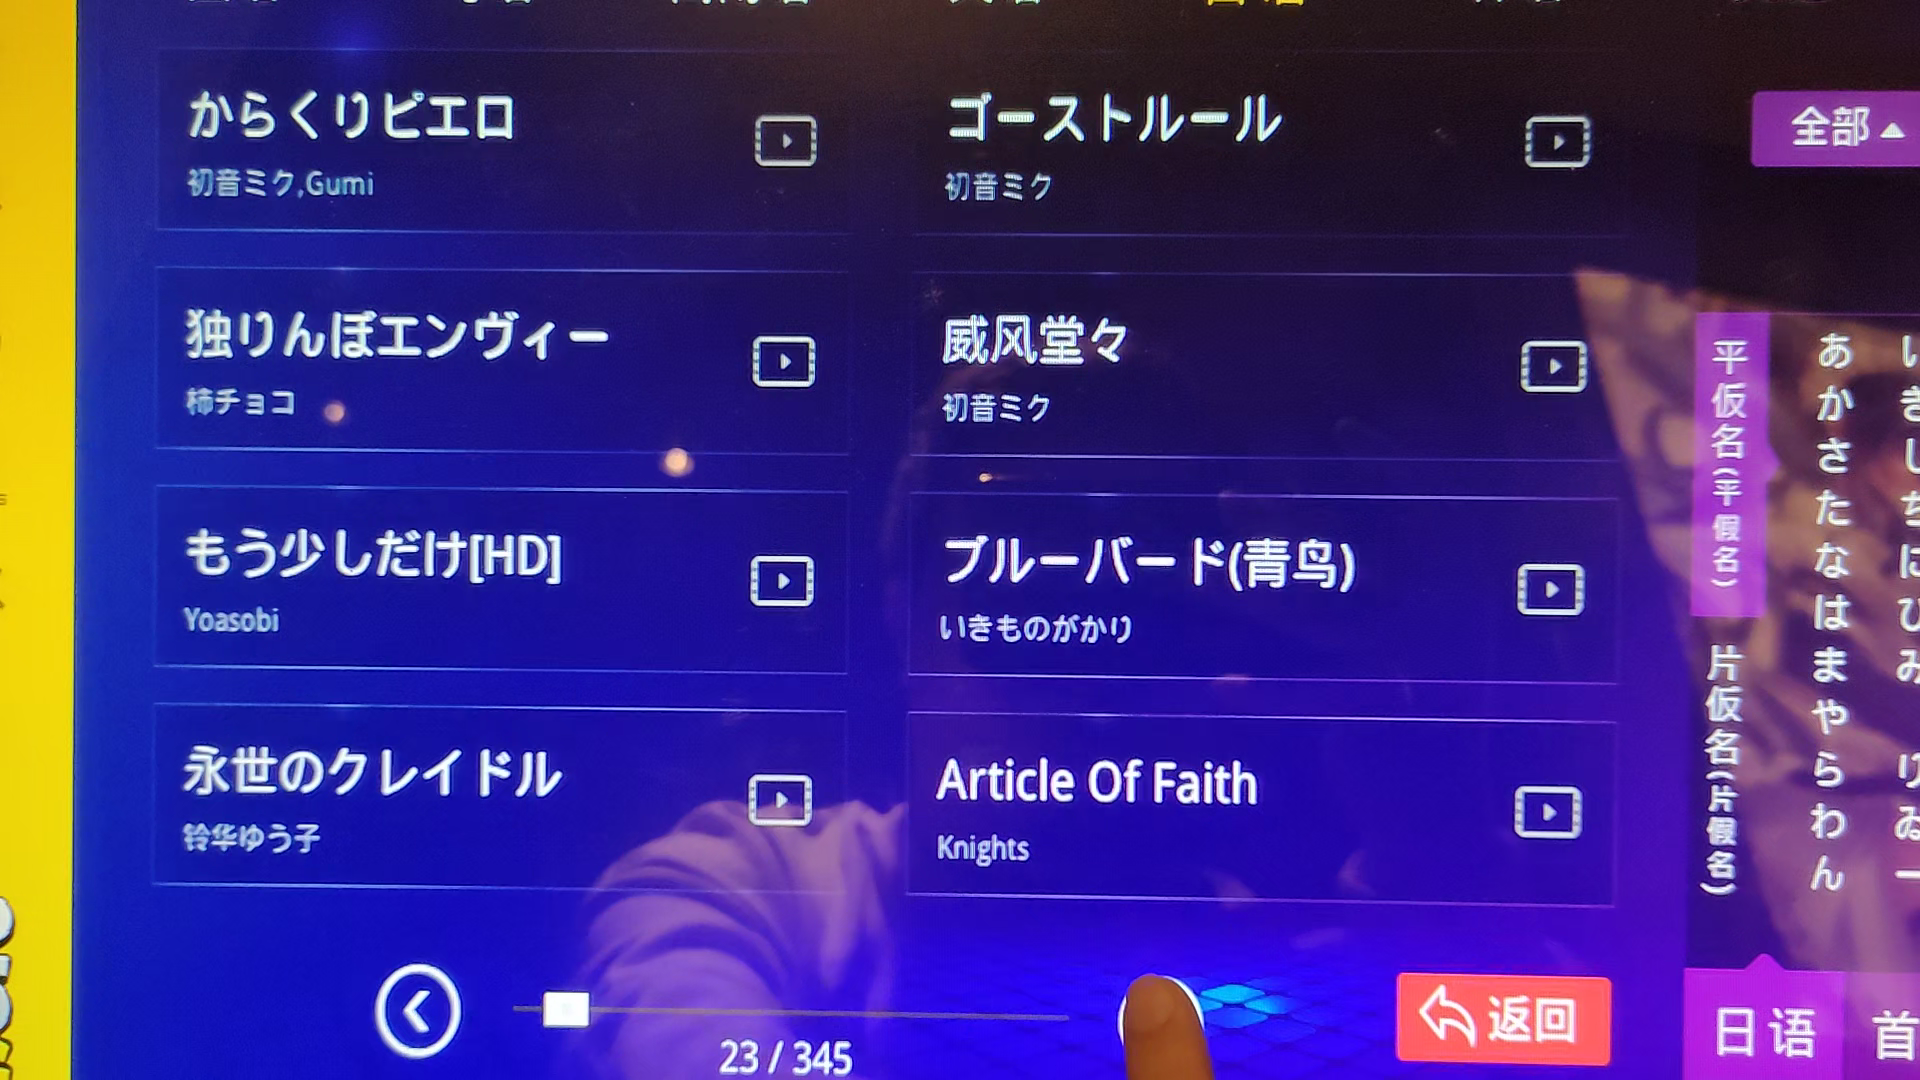 からくりピエロ
初音ミク,Gumi
ゴーストルール
初音ミク
独りんぼエンヴィー
柿チョコ
威风堂々
初音ミク
もう少しだけ[HD]
Yoasobi
ブルーバード(青鸟)
いきものがかり
永世のクレイドル
铃华ゆう子
Article Of Faith
Knights
23 / 345
返回
全部
平仮名(平假名)
片仮名(片假名)
あかさたなはまやらわん
日语
首